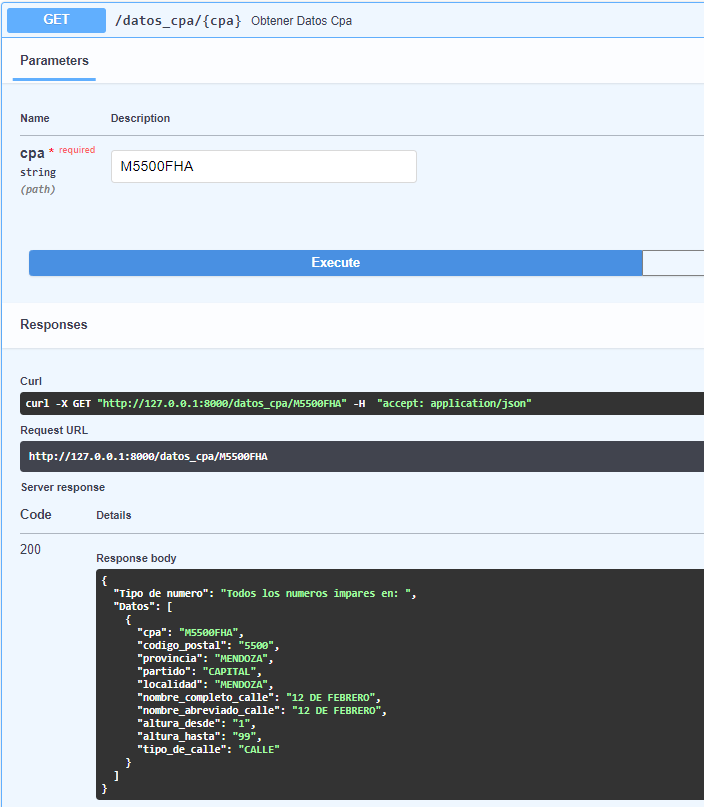 GET /datos_cpa/{cpa} Obtener Datos Cpa
Parameters
Name Description
cpa * required
string
(path)
M5500FHA
Execute
Responses
Curl
curl -X GET "http://127.0.0.1:8000/datos_cpa/M5500FHA" -H  "accept: application/json"
Request URL
http://127.0.0.1:8000/datos_cpa/M5500FHA
Server response
Code Details
200
Response body
{
  "Tipo de numero": "Todos los numeros impares en: ",
  "Datos": [
    {
      "cpa": "M5500FHA",
      "codigo_postal": "5500",
      "provincia": "MENDOZA",
      "partido": "CAPITAL",
      "localidad": "MENDOZA",
      "nombre_completo_calle": "12 DE FEBRERO",
      "nombre_abreviado_calle": "12 DE FEBRERO",
      "altura_desde": "1",
      "altura_hasta": "99",
      "tipo_de_calle": "CALLE"
    }
  ]
}